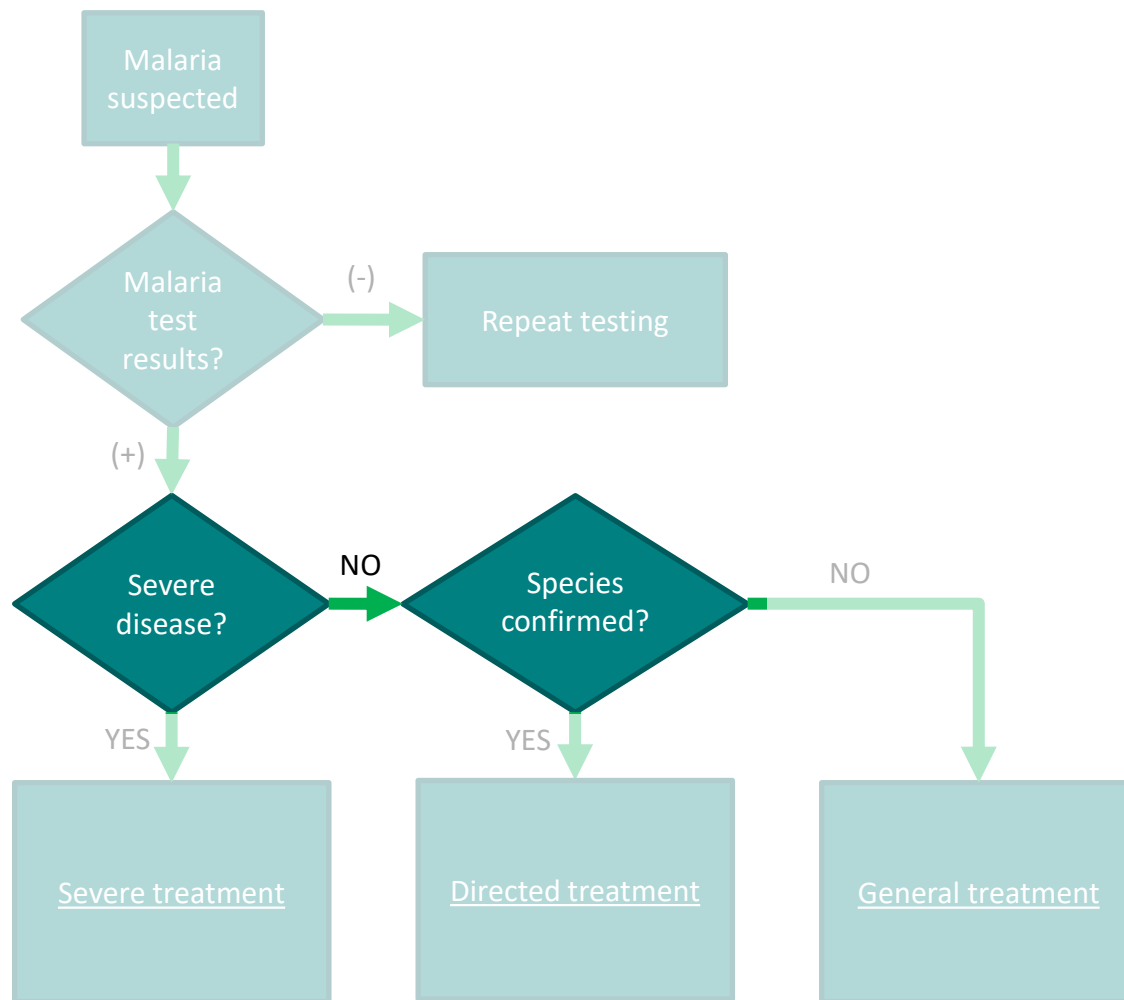 Malaria
suspected
Malaria
test
results?
(-)
Repeat testing
(+)
Severe
disease?
NO
Species
confirmed?
NO
YES
YES
Severe treatment
Directed treatment
General treatment